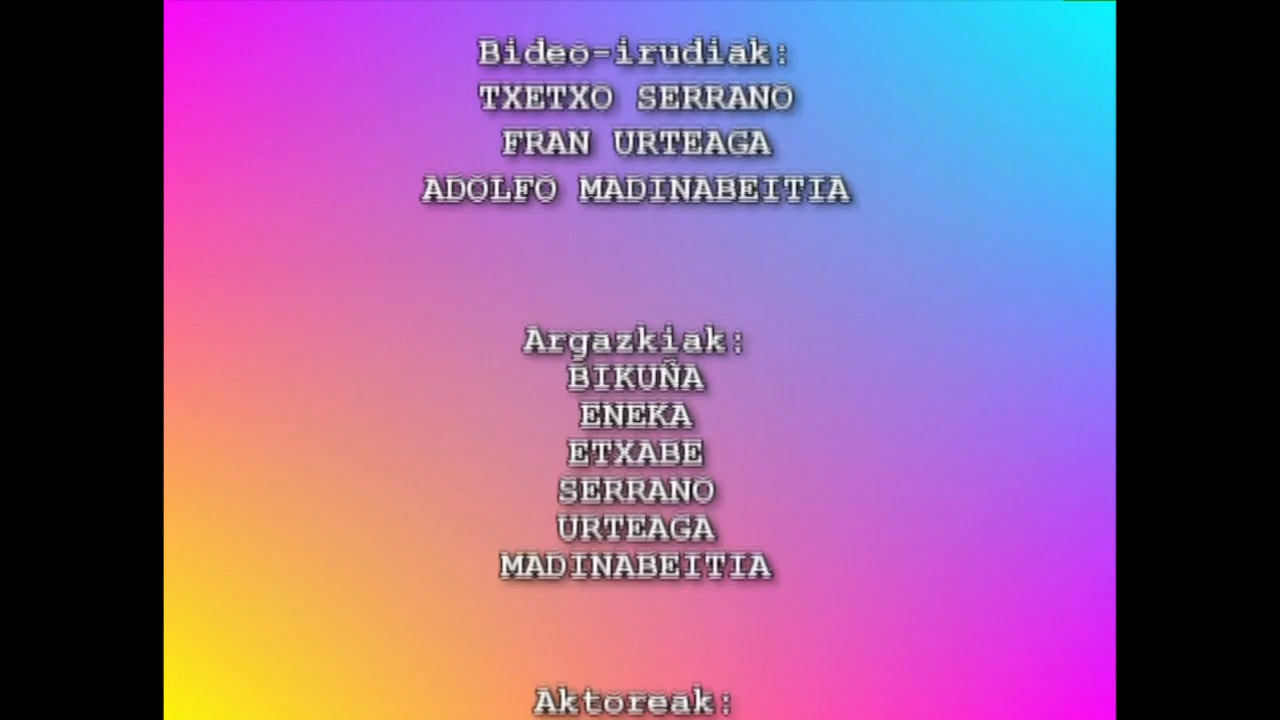 Bideo-irudiak:
TXETXO SERRANO
FRAN URTEAGA
ADOLFO MADINABEITIA
Argazkiak:
BIKUÑA
ENEKA
ETXABE
SERRANO
URTEAGA
MADINABEITIA
Aktoreak: